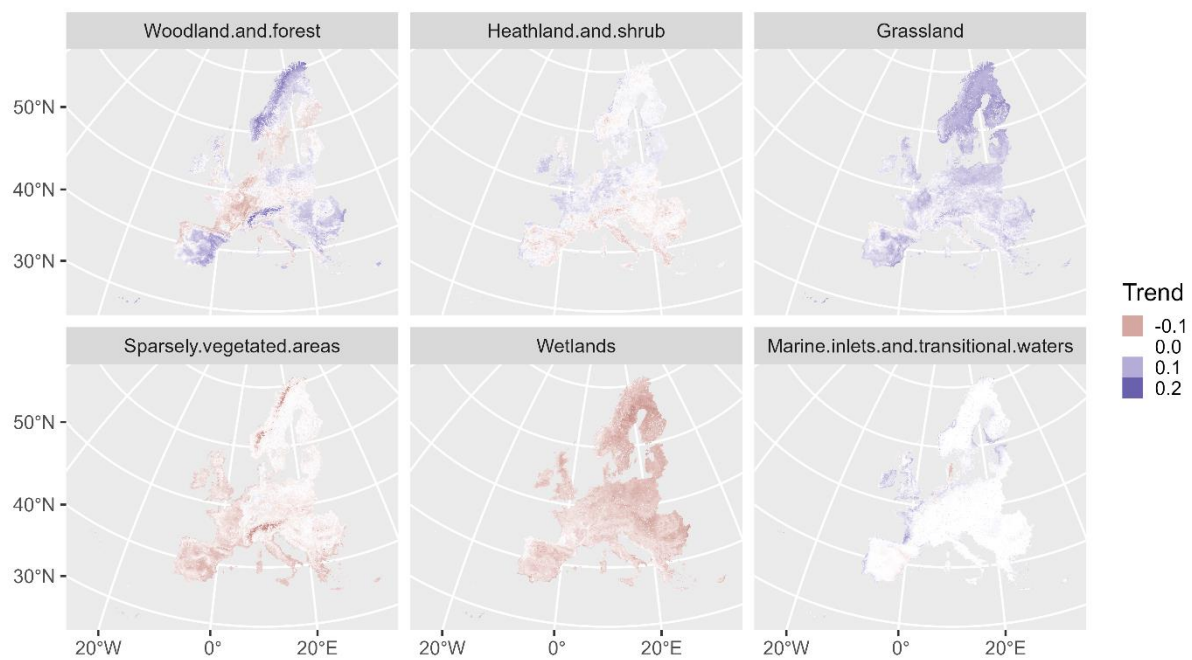 Woodland.and.forest
Heathland.and.shrub
Grassland
50°N
40°N
30°N
Trend
-0.1
0.0
0.1
0.2
Sparsely.vegetated.areas
Wetlands
Marine.inlets.and.transitional.waters
50°N
40°N
30°N
20°W
0°
20°E
20°W
0°
20°E
20°W
0°
20°E